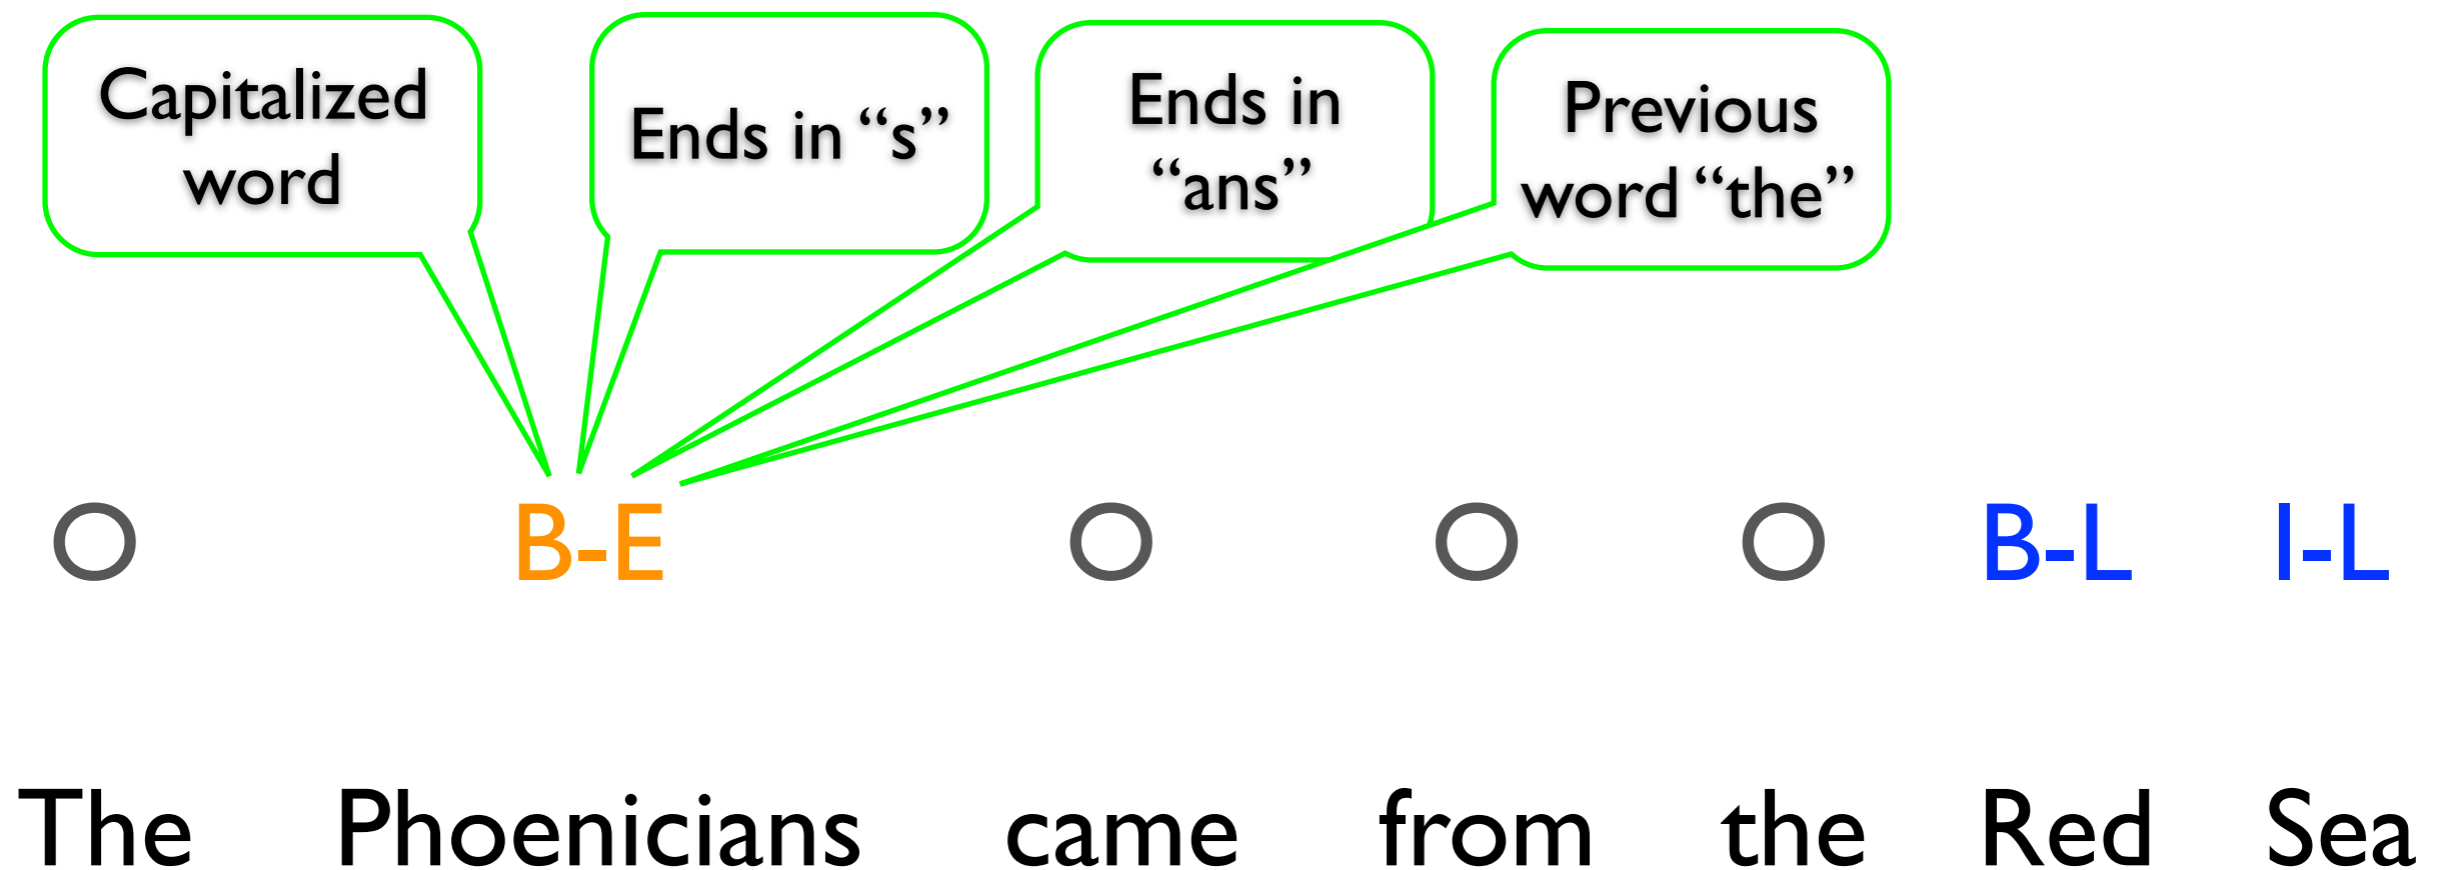 Capitalized
word
Ends in “s”
Ends in
“ans”
Previous
word “the”
O B-E O O O B-L I-L
The Phoenicians came from the Red Sea